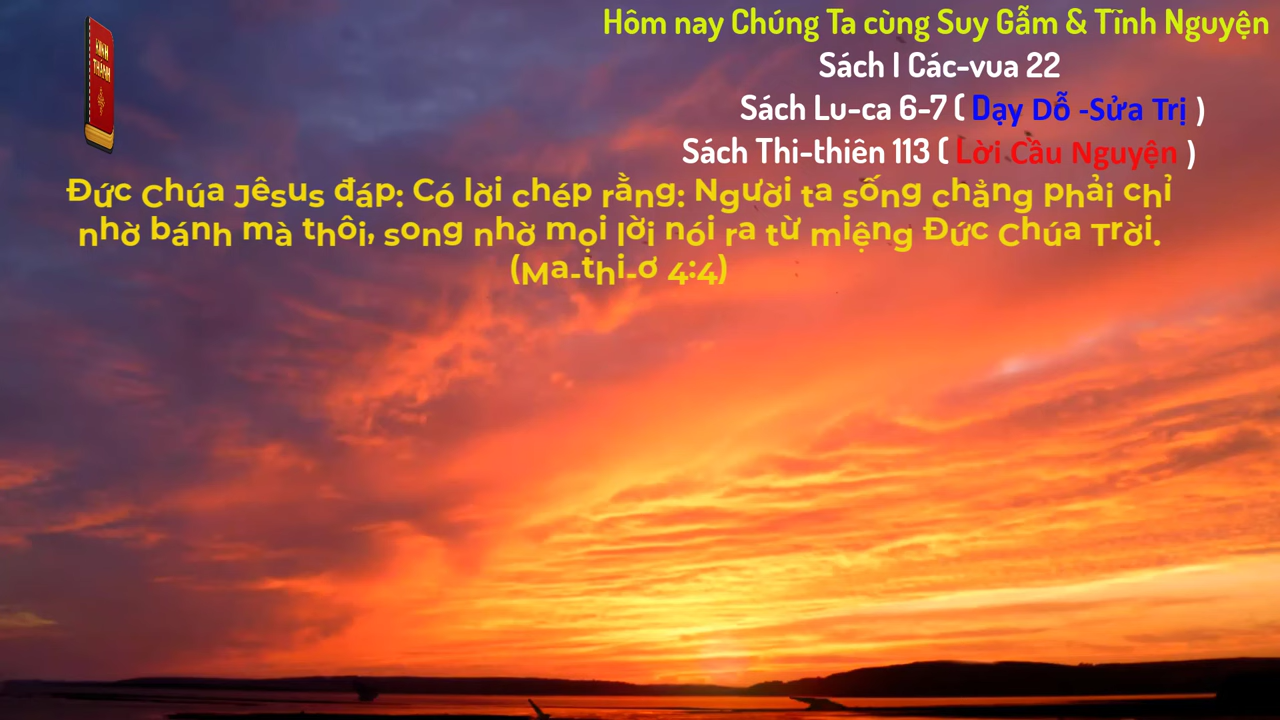 KINH
THÁNH
Hôm nay Chúng Ta cùng Suy Gẫm & Tĩnh Nguyện
Sách I Các-vua 22
Sách Lu-ca 6-7 ( Dạy Dỗ -Sửa Trị )
Sách Thi-thiên 113 ( Lời Cầu Nguyện )
Đức Chúa Jêsus đáp: Có lời chép rằng: Người ta sống chẳng phải chỉ
nhờ bánh mà thôi, song nhờ mọi lời nói ra từ miệng Đức Chúa Trời.
(Ma-thi-ơ 4:4)